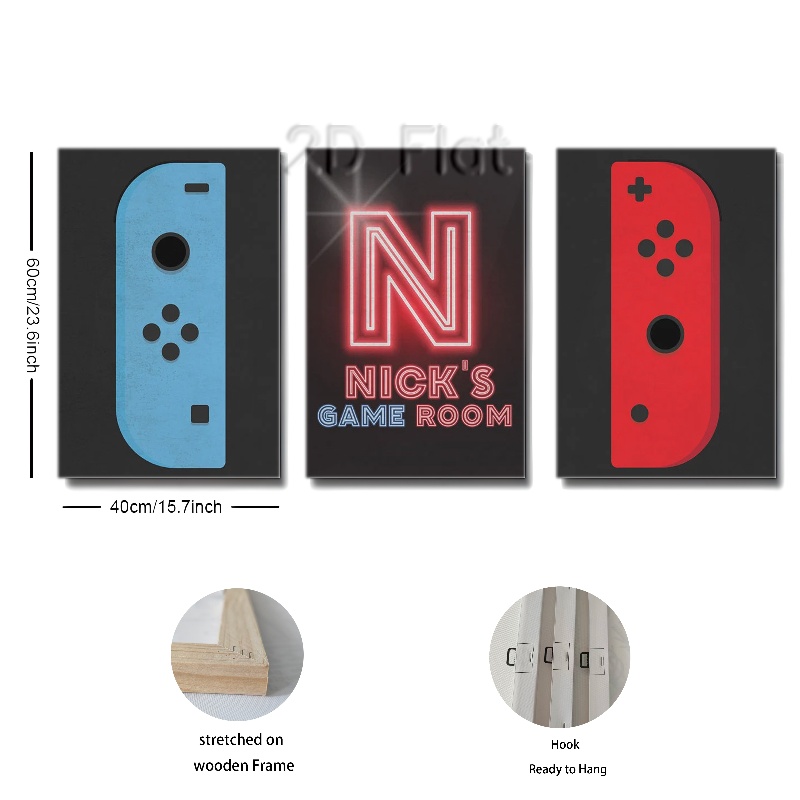 2D Flat
N
NICK'S
GAME ROOM
60cm/23.6inch
40cm/15.7inch
stretched on
wooden Frame
Hook
Ready to Hang